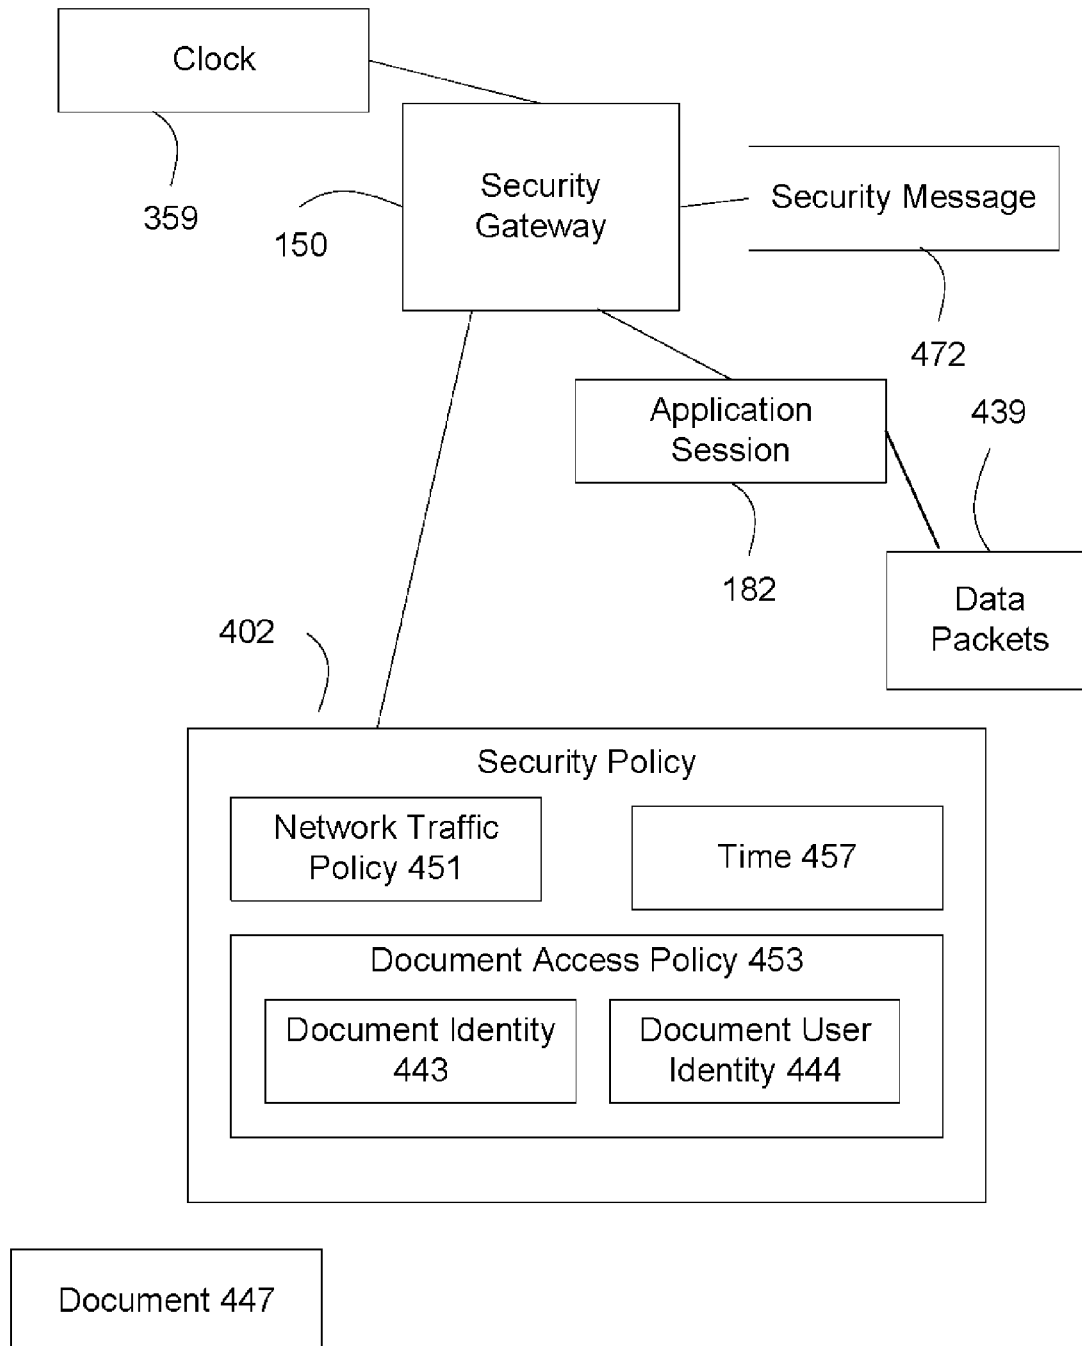 Clock
359
Security
Gateway
150
Security Message
472
Application
Session
182
439
Data
Packets
402
Security Policy
Network Traffic
Policy 451
Time 457
Document Access Policy 453
Document Identity
443
Document User
Identity 444
Document 447